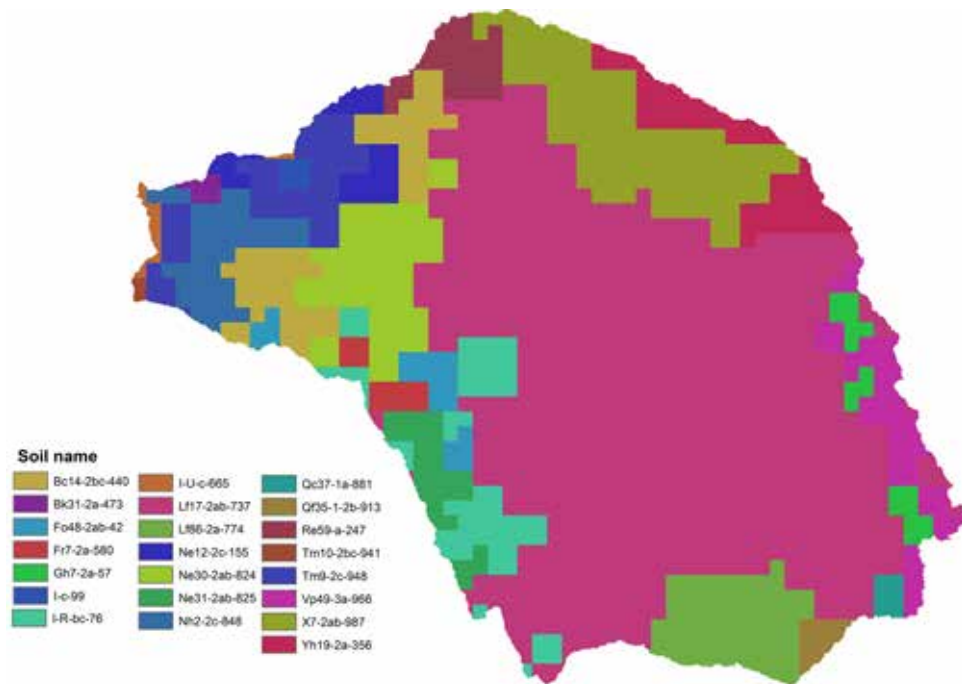 Soil name
Bc14-2bc-440
Bk31-2a-473
Fo48-2ab-42
Fr7-2a-580
Gh7-2a-57
I-c-99
I-R-bc-76
I-U-c-665
Lf17-2ab-737
Lf86-2a-774
Ne12-2c-155
Ne30-2ab-824
Ne31-2ab-825
Nh2-2c-848
Qc37-1a-881
Qf35-1-2b-913
Re59-a-247
Tm10-2bc-941
Tm9-2c-948
Vp49-3a-966
X7-2ab-987
Yh19-2a-356